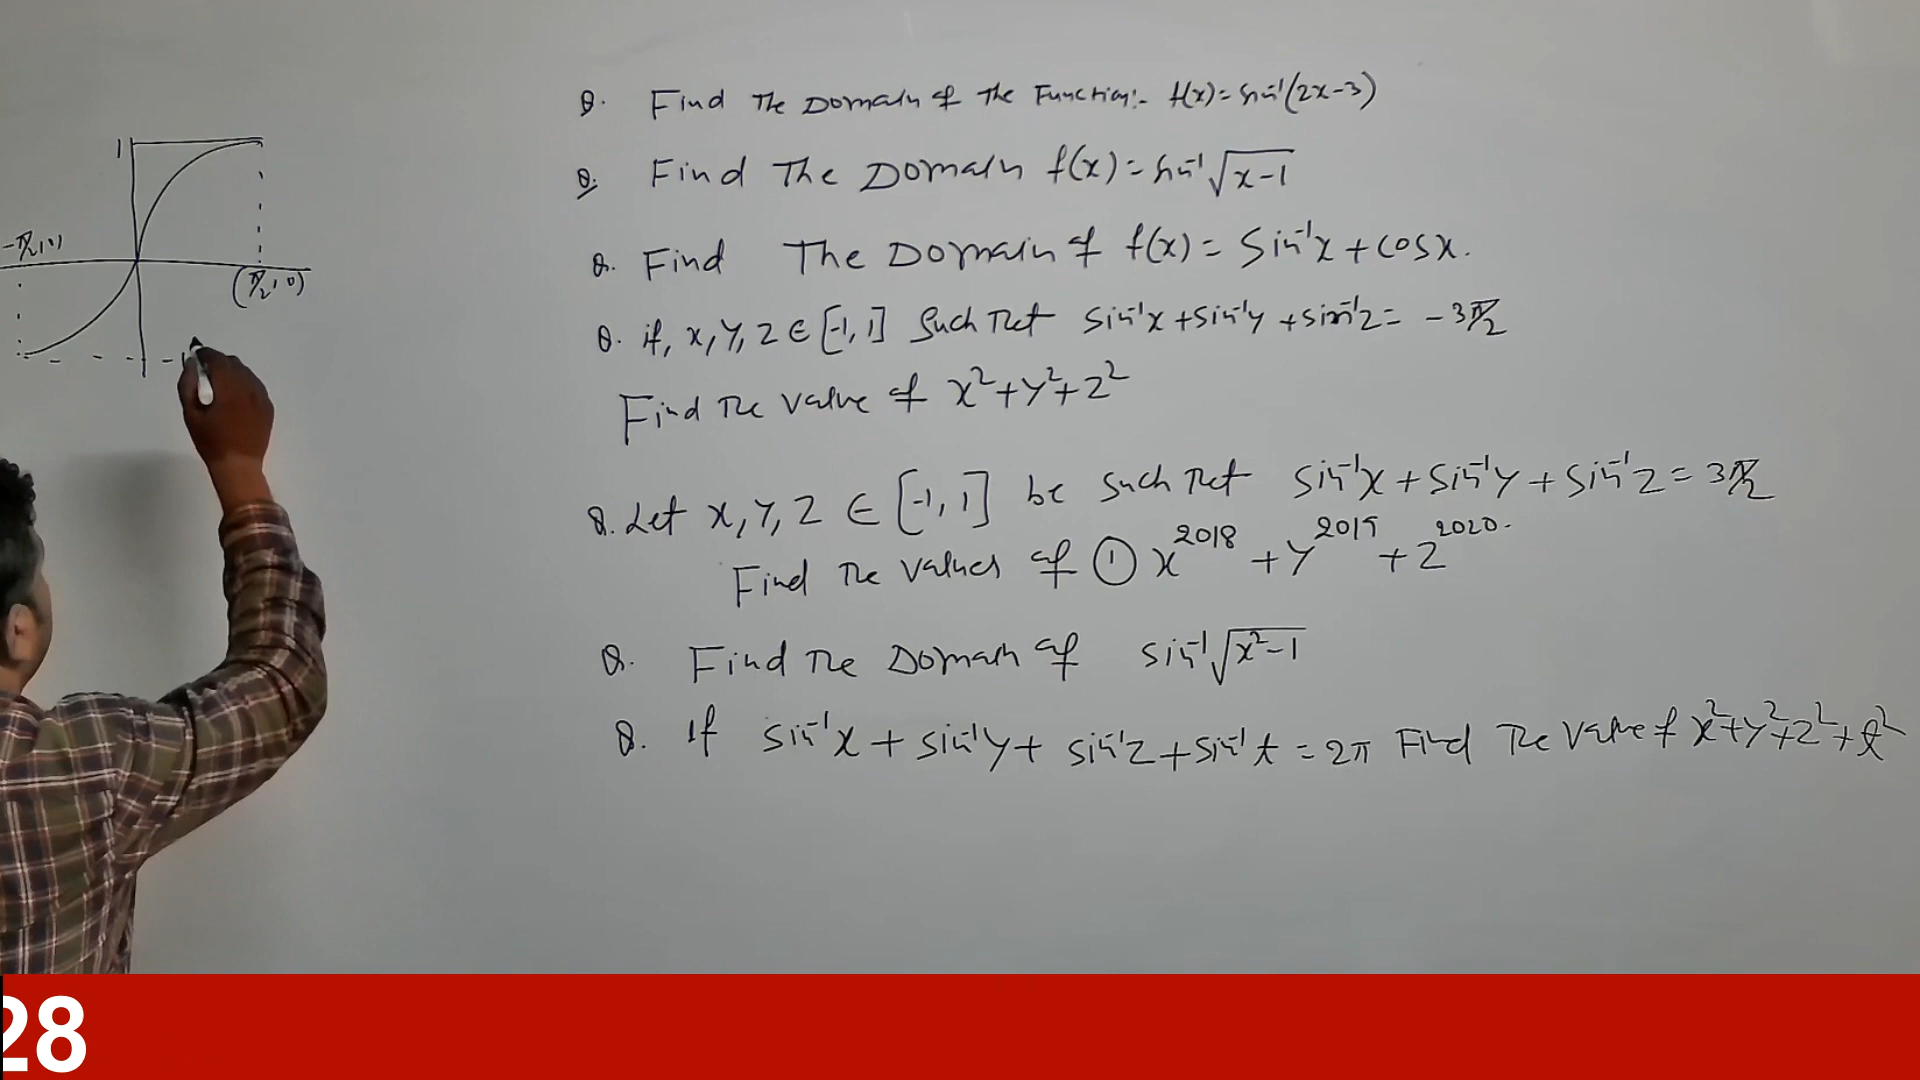 1
-π/2, 0)
(π/2, 0)
-1
Q. Find The Domain of The Function:- f(x)= sin⁻¹(2x-3)
Q. Find The Domain f(x)= sin⁻¹√(x-1)
Q. Find The Domain of f(x)= Sin⁻¹x + cosx.
Q. if, x, y, z ∈ [-1, 1] Such That sin⁻¹x + sin⁻¹y + sin⁻¹z = -3π/2
Find The value of x²+y²+z²
Q. Let x, y, z ∈ [-1, 1] be such That sin⁻¹x + sin⁻¹y + sin⁻¹z = 3π/2
Find The values of ① x²⁰¹⁸ + y²⁰¹⁹ + z²⁰²⁰.
Q. Find The Domain of sin⁻¹√(x²-1)
Q. If sin⁻¹x + sin⁻¹y + sin⁻¹z + sin⁻¹t = 2π Find The value of x²+y²+z²+t²
28